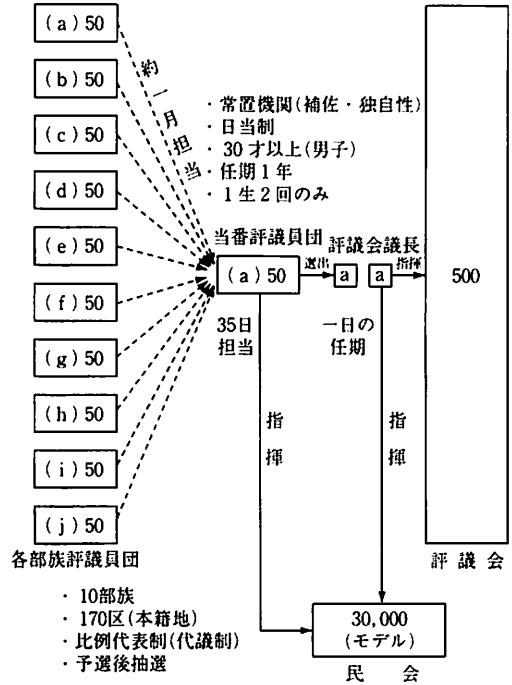 (a) 50
(b) 50
(c) 50
(d) 50
(e) 50
(f) 50
(g) 50
(h) 50
(i) 50
(j) 50
各部族評議員団
・10部族
・170区(本籍地)
・比例代表制(代議制)
・予選後抽選
約一月担当
・常置機関(補佐・独自性)
・日当制
・30才以上(男子)
・任期1年
・1生2回のみ
当番評議員団
(a) 50
選出
評議会議長
a
a
指揮
35日
担当
一日の
任期
指揮
指揮
500
評議会
30,000
(モデル)
民会